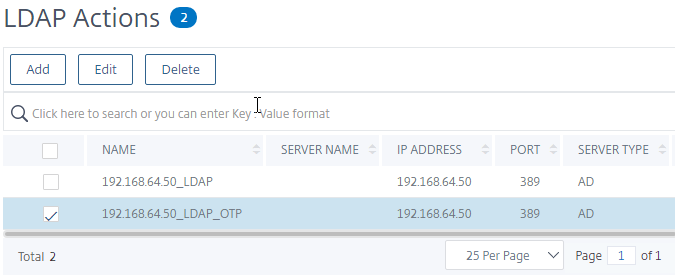 LDAP Actions 2
Add Edit Delete
Click here to search or you can enter Key : Value format
NAME SERVER NAME IP ADDRESS PORT SERVER TYPE
192.168.64.50_LDAP 192.168.64.50 389 AD
192.168.64.50_LDAP_OTP 192.168.64.50 389 AD
Total 2 25 Per Page Page 1 of 1